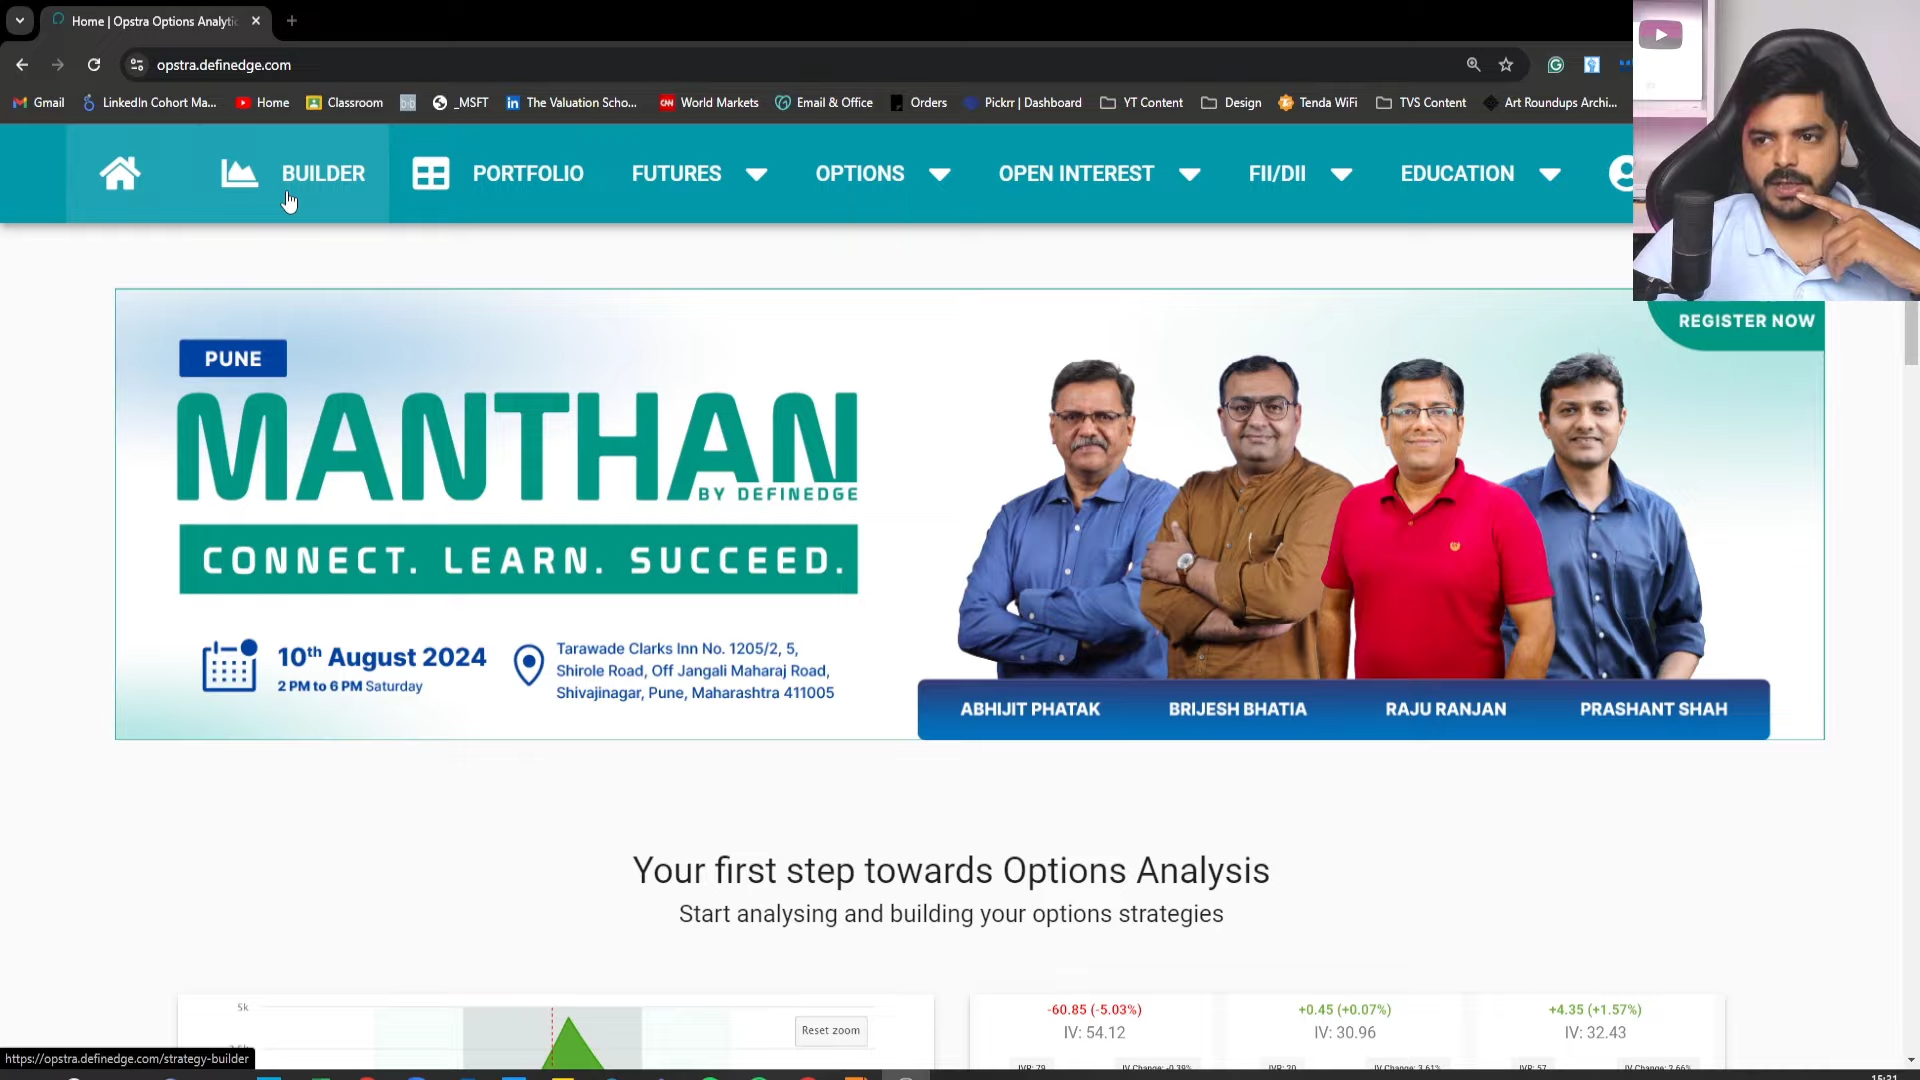 Home | Opstra Options Analytic
opstra.definedge.com
Gmail
LinkedIn Cohort Ma...
Home
Classroom
_MSFT
The Valuation Scho...
World Markets
Email & Office
Orders
Pickrr | Dashboard
YT Content
Design
Tenda WiFi
TVS Content
Art Roundups Archi...
BUILDER
PORTFOLIO
FUTURES
OPTIONS
OPEN INTEREST
FII/DII
EDUCATION
REGISTER NOW
PUNE
MANTHAN
BY DEFINEDGE
CONNECT. LEARN. SUCCEED.
10th August 2024
2 PM to 6 PM Saturday
Tarawade Clarks Inn No. 1205/2, 5,
Shirole Road, Off Jangali Maharaj Road,
Shivajinagar, Pune, Maharashtra 411005
ABHIJIT PHATAK
BRIJESH BHATIA
RAJU RANJAN
PRASHANT SHAH
Your first step towards Options Analysis
Start analysing and building your options strategies
5k
Reset zoom
-60.85 (-5.03%)
IV: 54.12
+0.45 (+0.07%)
IV: 30.96
+4.35 (+1.57%)
IV: 32.43
https://opstra.definedge.com/strategy-builder